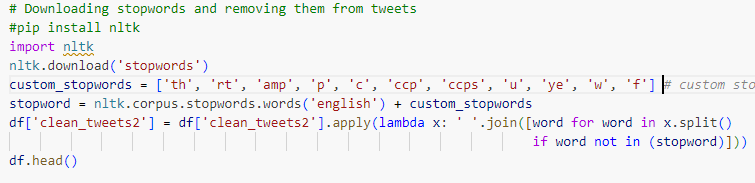 # Downloading stopwords and removing them from tweets
#pip install nltk
import nltk
nltk.download('stopwords')
custom_stopwords = ['th', 'rt', 'amp', 'p', 'c', 'ccp', 'ccps', 'u', 'ye', 'w', 'f'] # custom sto
stopword = nltk.corpus.stopwords.words('english') + custom_stopwords
df['clean_tweets2'] = df['clean_tweets2'].apply(lambda x: ' '.join([word for word in x.split()
if word not in (stopword)]))
df.head()